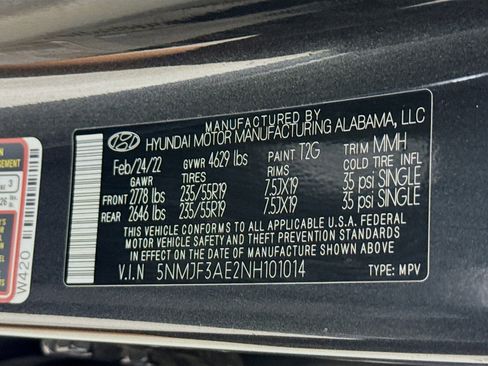 MANUFACTURED BY
HYUNDAI MOTOR MANUFACTURING ALABAMA, LLC
Feb/24/22 GVWR 4629 lbs PAINT T2G TRIM MMH
GAWR TIRES RIMS COLD TIRE INFL
FRONT 2778 lbs 235/55R19 7.5JX19 35 psi SINGLE
REAR 2646 lbs 235/55R19 7.5JX19 35 psi SINGLE
THIS VEHICLE CONFORMS TO ALL APPLICABLE U.S.A. FEDERAL
MOTOR VEHICLE SAFETY AND THEFT PREVENTION STANDARDS
IN EFFECT ON THE DATE OF MANUFACTURE SHOWN ABOVE.
V.I.N 5NMJF3AE2NH101014 TYPE: MPV
3
W420